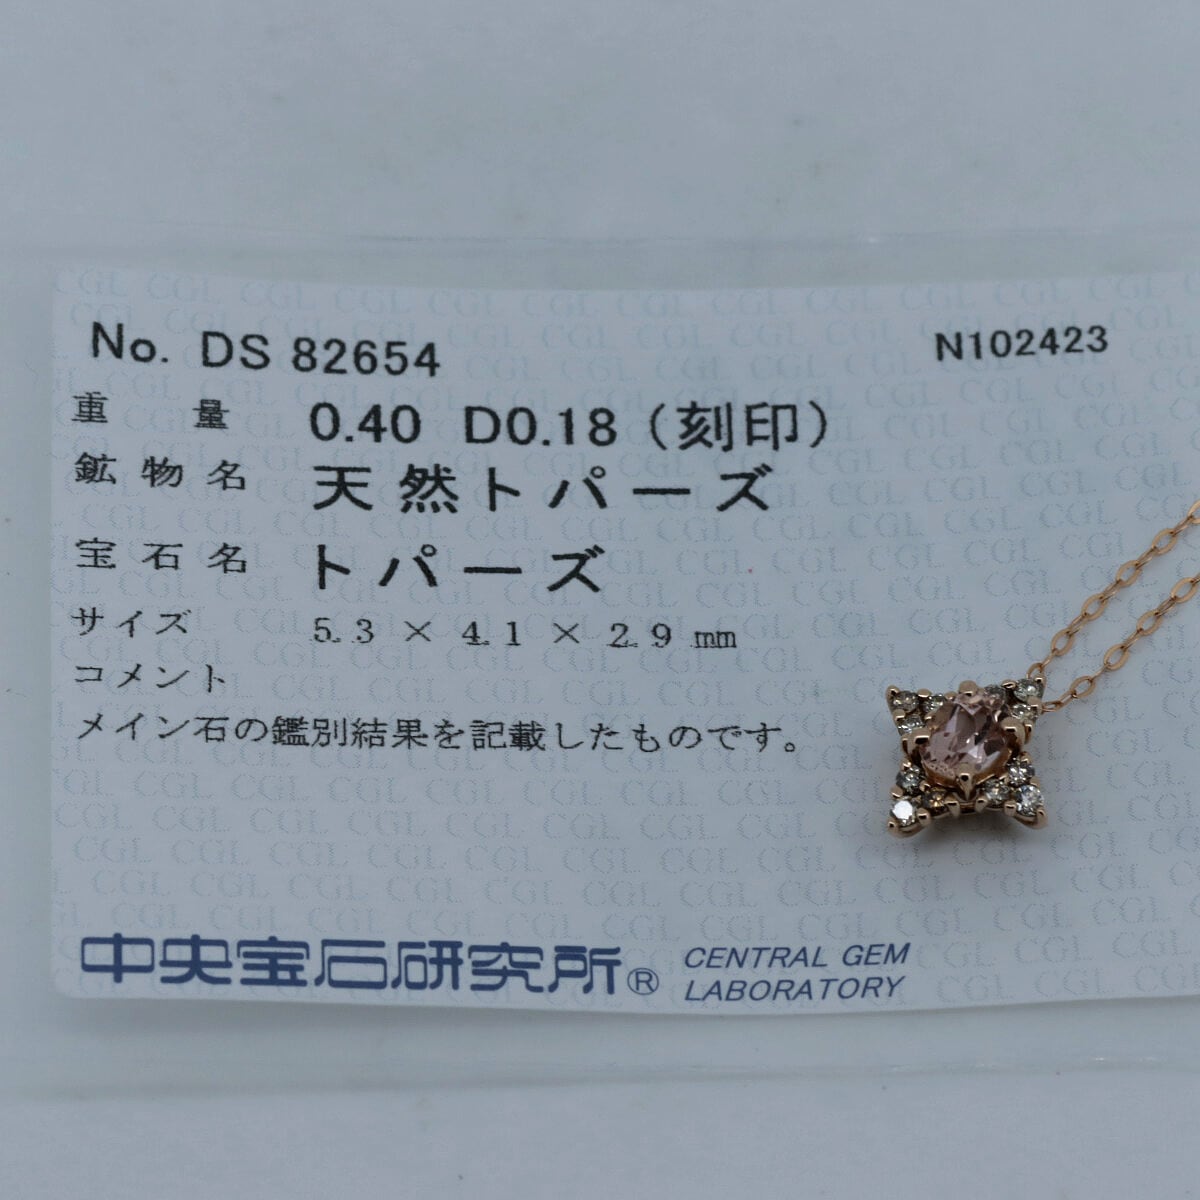 No. DS 82654 N102423
重量 0.40 D0.18（刻印）
鉱物名 天然トパーズ
宝石名 トパーズ
サイズ 5.3 × 4.1 × 2.9 mm
コメント
メイン石の鑑別結果を記載したものです。
中央宝石研究所® CENTRAL GEM
LABORATORY